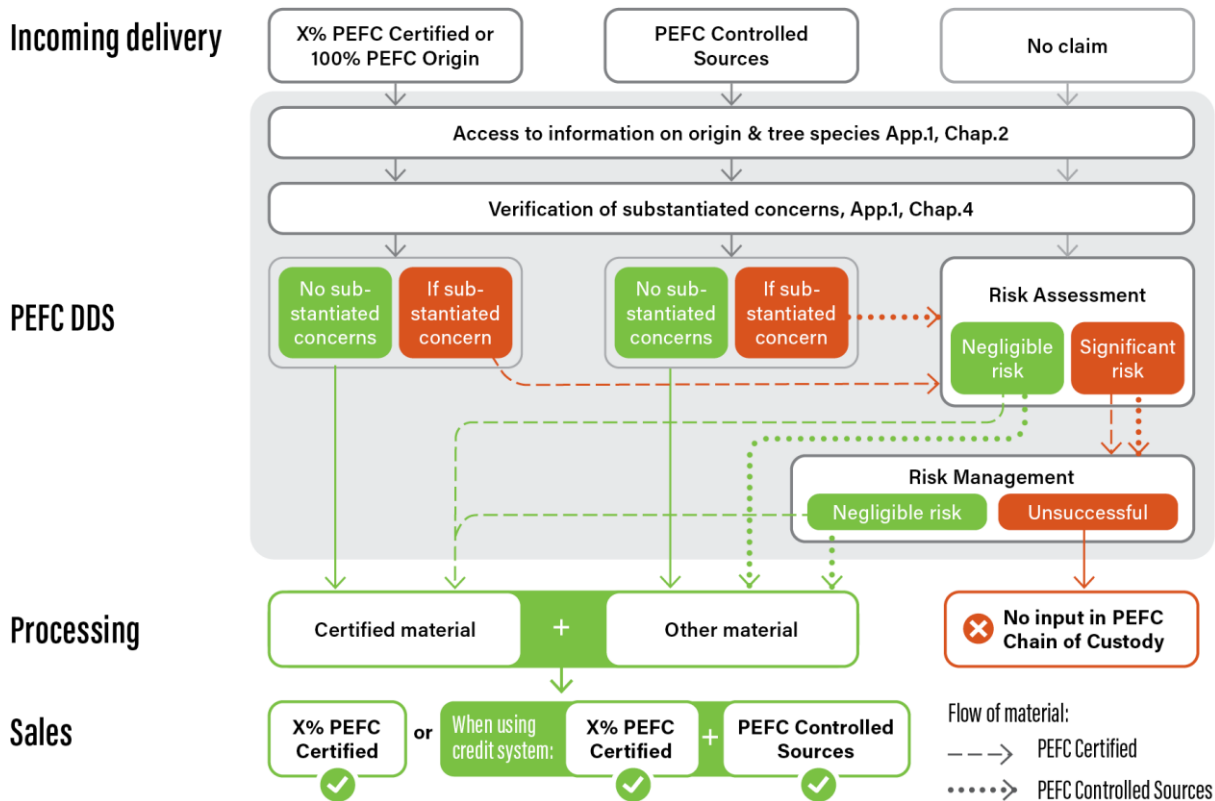 Incoming delivery
X% PEFC Certified or
100% PEFC Origin
PEFC Controlled
Sources
No claim
Access to information on origin & tree species App.1, Chap.2
Verification of substantiated concerns, App.1, Chap.4
PEFC DDS
No sub-
stantiated
concerns
If sub-
stantiated
concern
No sub-
stantiated
concerns
If sub-
stantiated
concern
Risk Assessment
Negligible
risk
Significant
risk
Risk Management
Negligible risk
Unsuccessful
Processing
Certified material
+
Other material
No input in PEFC
Chain of Custody
Sales
X% PEFC
Certified
or
When using
credit system:
X% PEFC
Certified
+
PEFC Controlled
Sources
Flow of material:
PEFC Certified
PEFC Controlled Sources